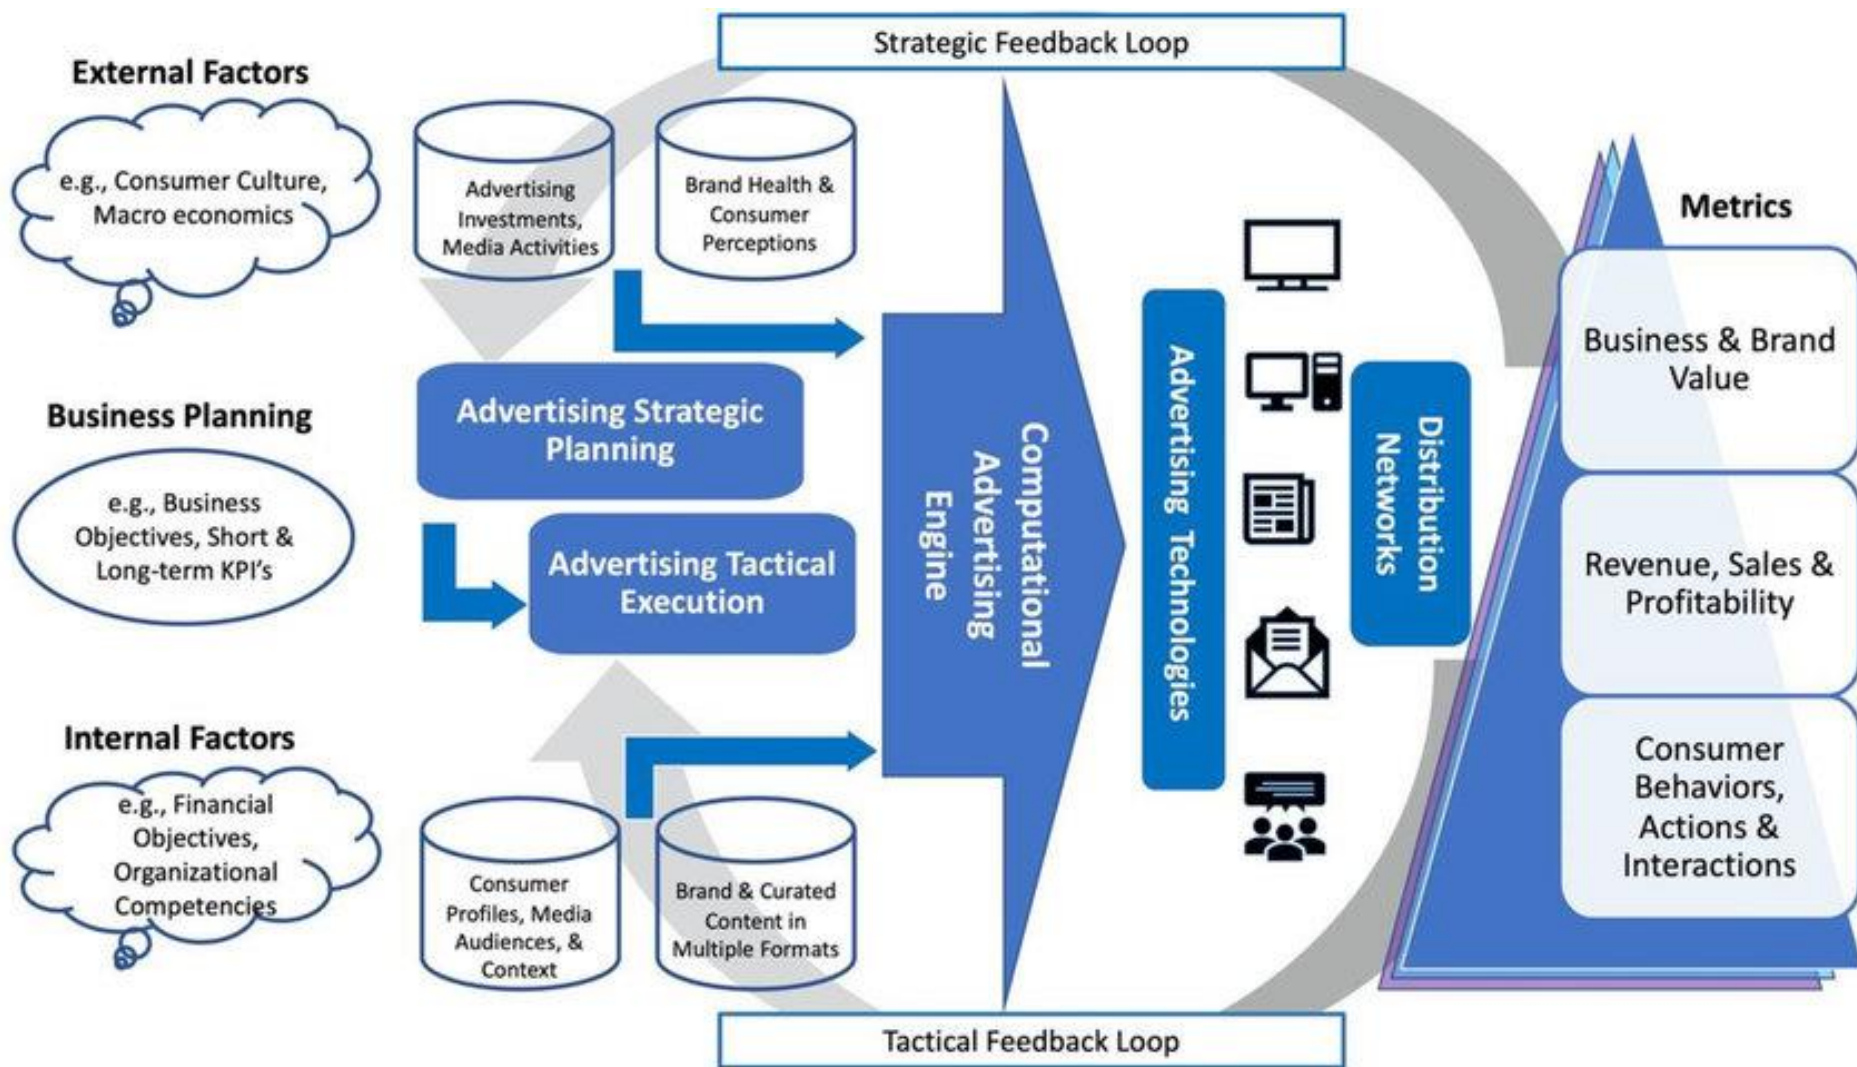 Strategic Feedback Loop
External Factors
e.g., Consumer Culture,
Macro economics
Advertising
Investments,
Media Activities
Brand Health &
Consumer
Perceptions
Business Planning
e.g., Business
Objectives, Short &
Long-term KPI's
Advertising Strategic
Planning
Advertising Tactical
Execution
Internal Factors
e.g., Financial
Objectives,
Organizational
Competencies
Consumer
Profiles, Media
Audiences, &
Context
Brand & Curated
Content in
Multiple Formats
Computational
Advertising
Engine
Advertising Technologies
Distribution
Networks
Metrics
Business & Brand
Value
Revenue, Sales &
Profitability
Consumer
Behaviors,
Actions &
Interactions
Tactical Feedback Loop